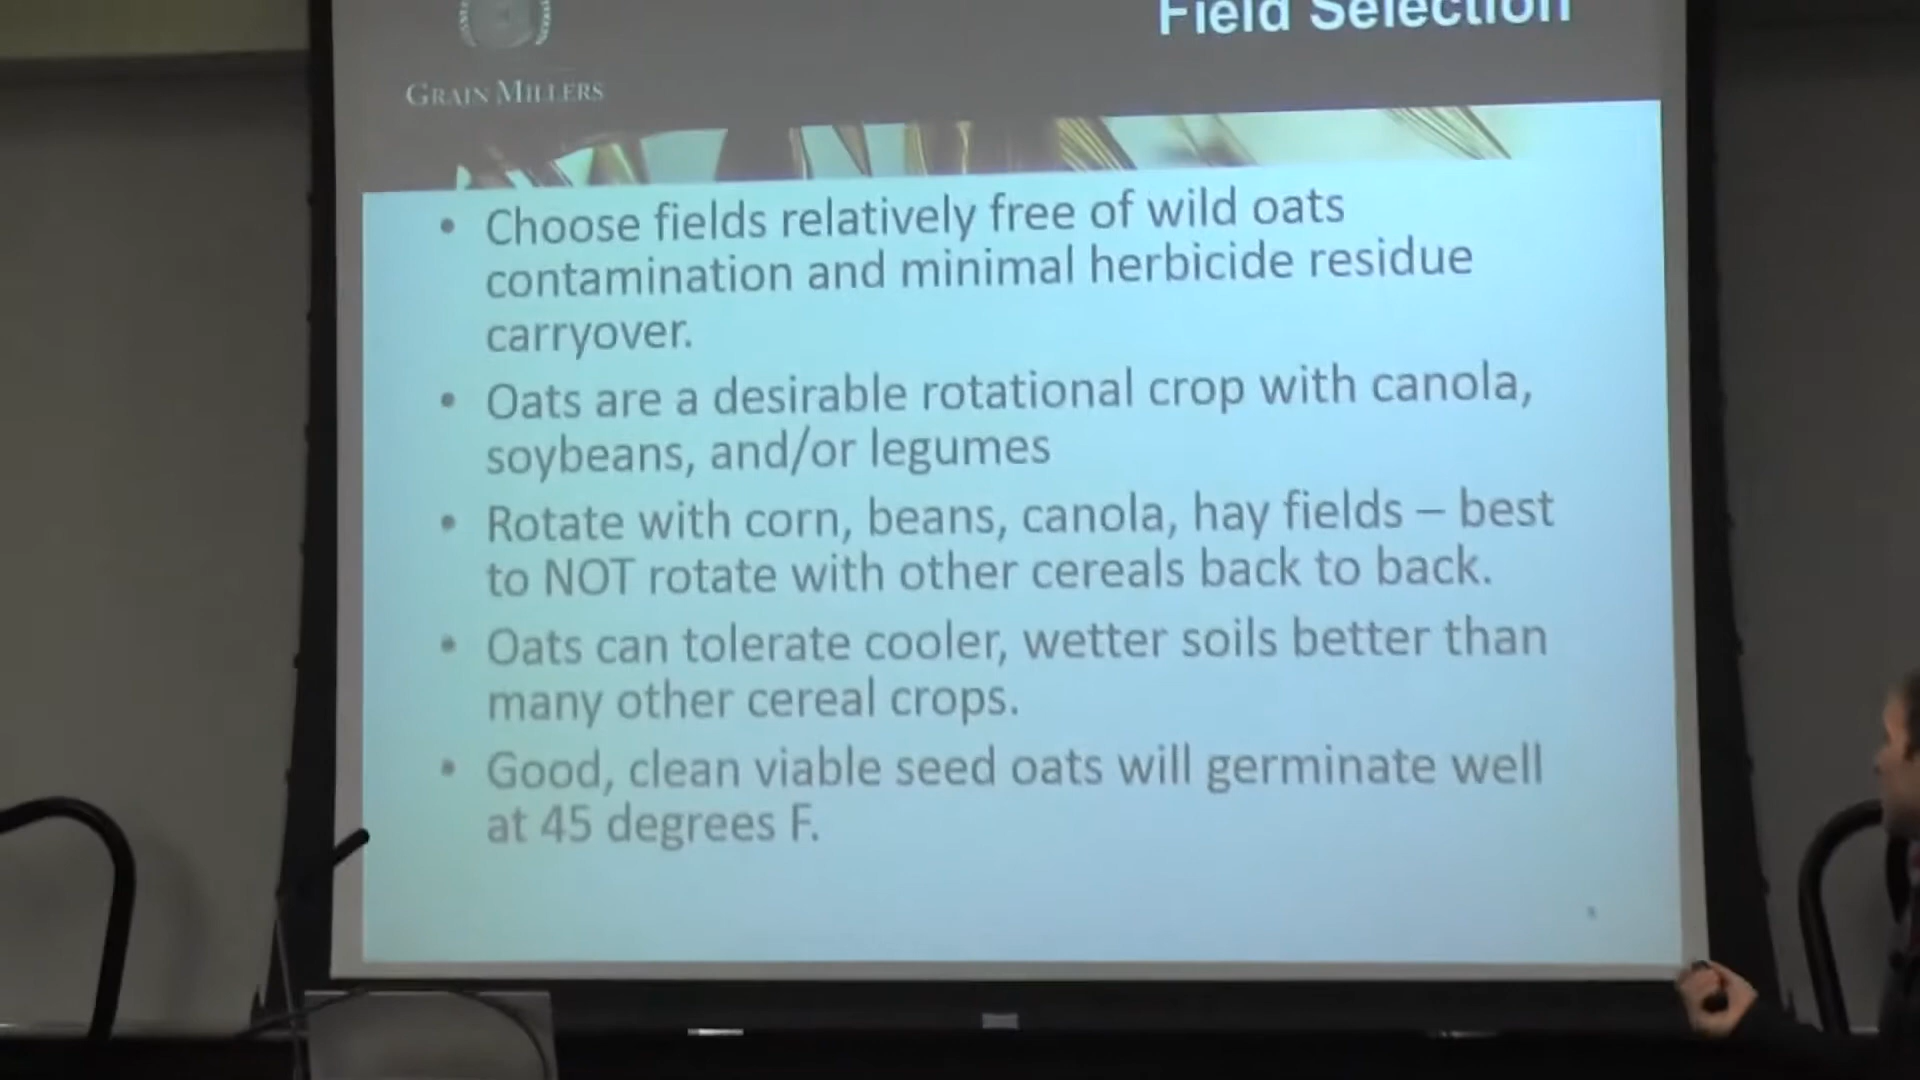 Field Selection
GRAIN MILLERS
• Choose fields relatively free of wild oats
contamination and minimal herbicide residue
carryover.
• Oats are a desirable rotational crop with canola,
soybeans, and/or legumes
• Rotate with corn, beans, canola, hay fields – best
to NOT rotate with other cereals back to back.
• Oats can tolerate cooler, wetter soils better than
many other cereal crops.
• Good, clean viable seed oats will germinate well
at 45 degrees F.